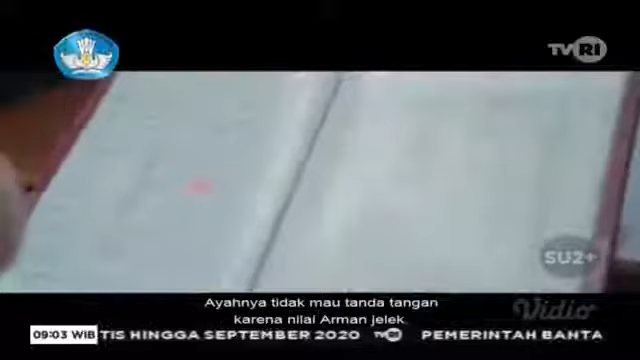 TVRI
SU2+
Ayahnya tidak mau tanda tangan
karena nilai Arman jelek.
Vidio
09:03 WIB
TIS HINGGA SEPTEMBER 2020 TVRI PEMERINTAH BANTA